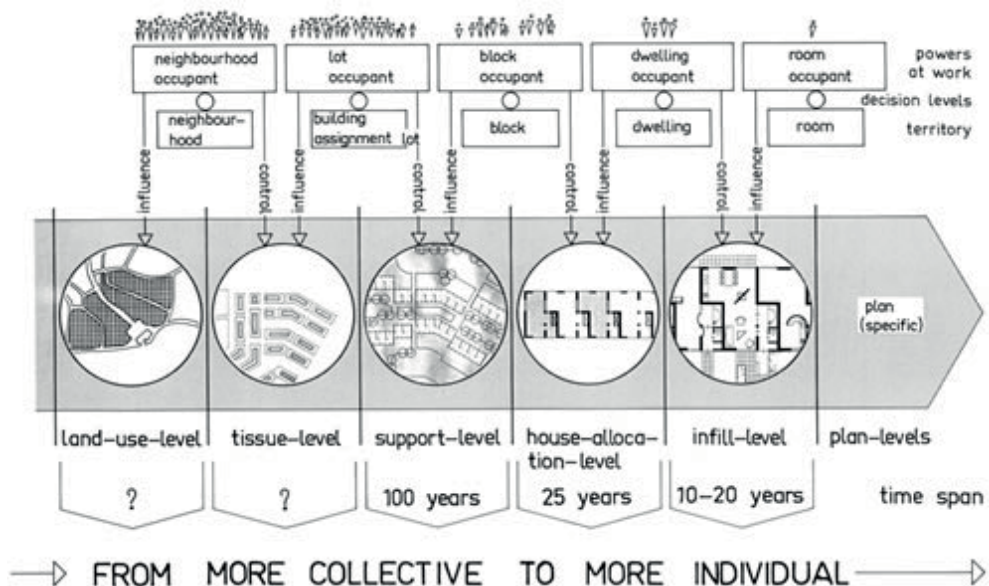 neighbourhood
occupant
lot
occupant
block
occupant
dwelling
occupant
room
occupant
powers
at work
decision levels
neighbour-
hood
building
assignment lot
block
dwelling
room
territory
influence
control
influence
control
influence
control
influence
control
influence
plan
(specific)
land-use-level
tissue-level
support-level
house-alloca-
tion-level
infill-level
plan-levels
?
?
100 years
25 years
10-20 years
time span
FROM MORE COLLECTIVE TO MORE INDIVIDUAL